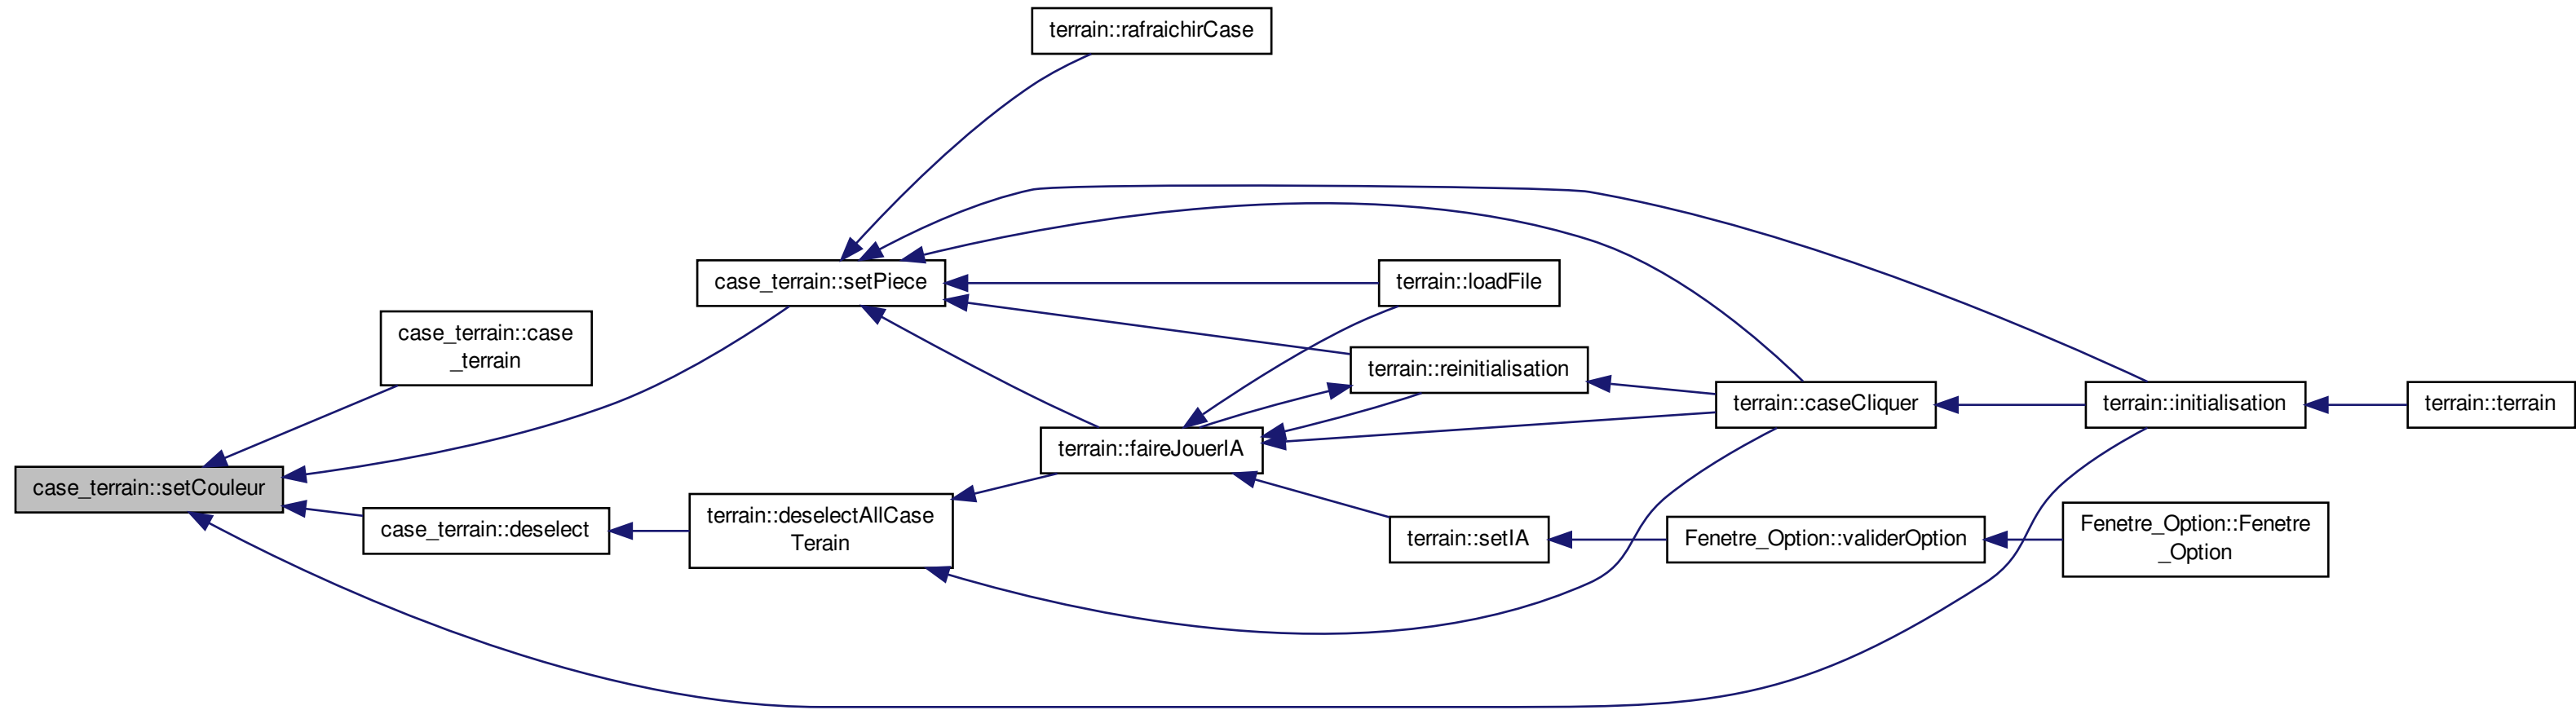 terrain::rafraichirCase
case_terrain::setPiece
terrain::loadFile
case_terrain::case
_terrain
terrain::reinitialisation
terrain::caseCliquer
terrain::initialisation
terrain::terrain
terrain::faireJouerIA
case_terrain::setCouleur
case_terrain::deselect
terrain::deselectAllCase
Terain
terrain::setIA
Fenetre_Option::validerOption
Fenetre_Option::Fenetre
_Option